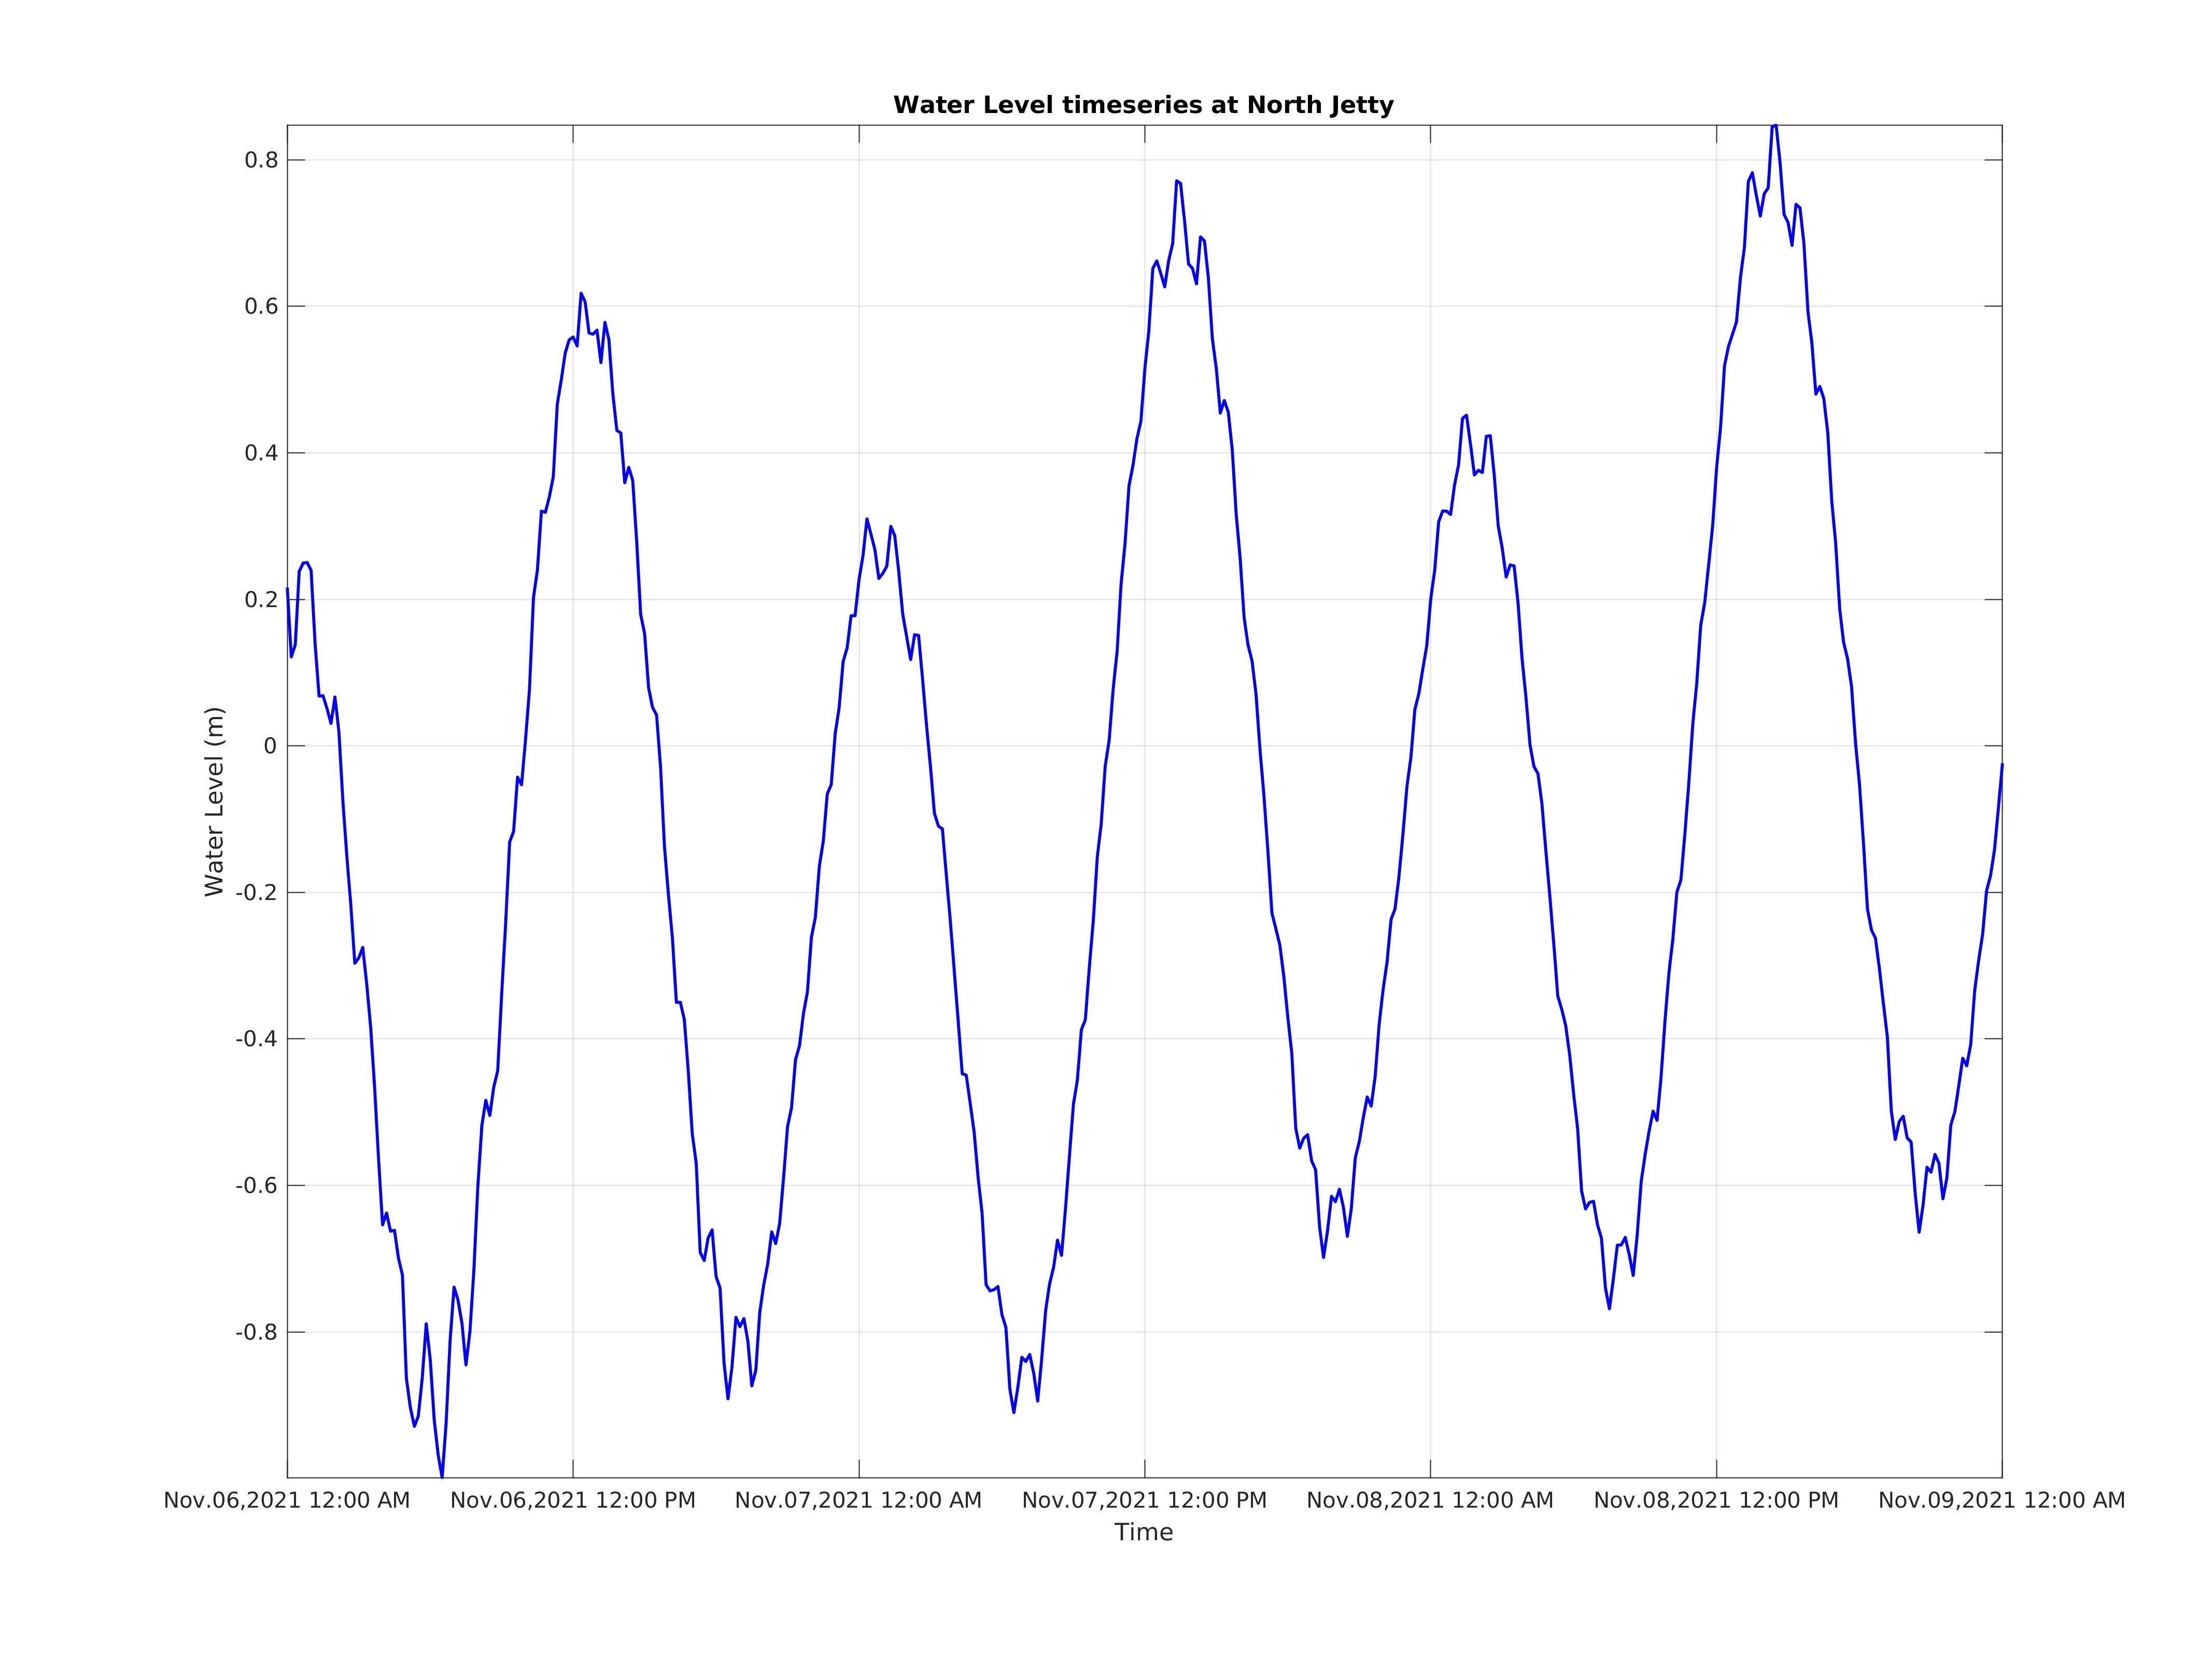 Water Level timeseries at North Jetty
0.8
0.6
0.4
0.2
0
-0.2
-0.4
-0.6
-0.8
Water Level (m)
Nov.06,2021 12:00 AM
Nov.06,2021 12:00 PM
Nov.07,2021 12:00 AM
Nov.07,2021 12:00 PM
Nov.08,2021 12:00 AM
Nov.08,2021 12:00 PM
Nov.09,2021 12:00 AM
Time